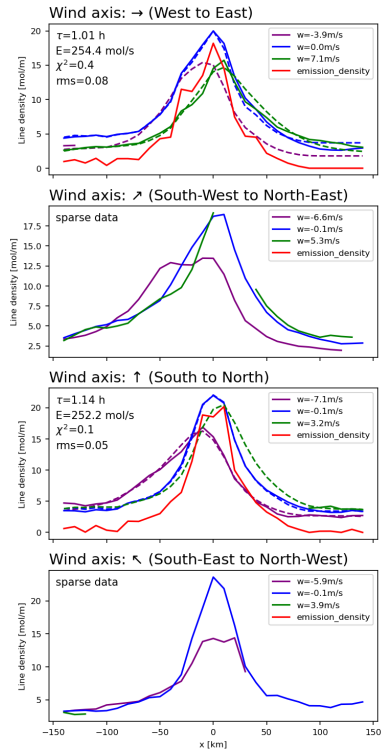 Wind axis: → (West to East)
τ=1.01 h
E=254.4 mol/s
χ²=0.4
rms=0.08
w=-3.9m/s
w=0.0m/s
w=7.1m/s
emission_density
Line density [mol/m]
20
15
10
5
0
Wind axis: ↗ (South-West to North-East)
sparse data
w=-6.6m/s
w=-0.1m/s
w=5.3m/s
emission_density
Line density [mol/m]
17.5
15.0
12.5
10.0
7.5
5.0
2.5
Wind axis: ↑ (South to North)
τ=1.14 h
E=252.2 mol/s
χ²=0.1
rms=0.05
w=-7.1m/s
w=-0.1m/s
w=3.2m/s
emission_density
Line density [mol/m]
20
15
10
5
0
Wind axis: ↖ (South-East to North-West)
sparse data
w=-5.9m/s
w=-0.1m/s
w=3.9m/s
emission_density
Line density [mol/m]
20
15
10
5
−150 −100 −50 0 50 100 150
x [km]